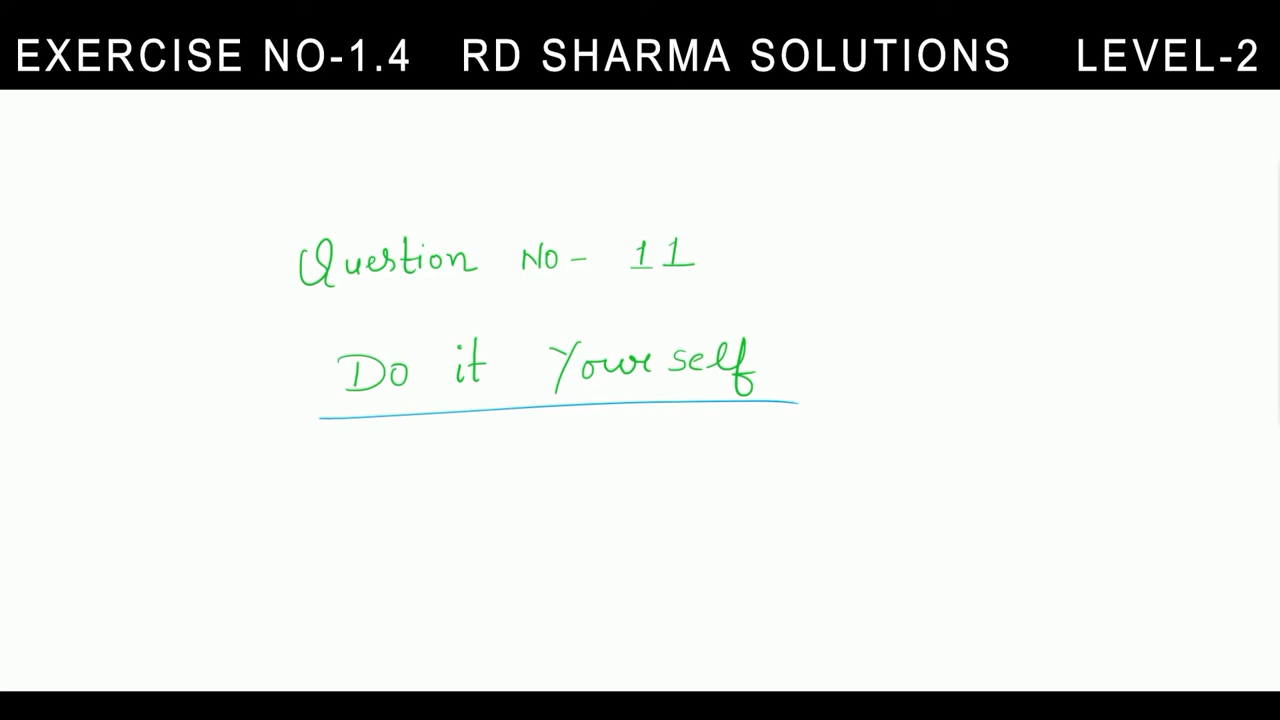 EXERCISE NO-1.4 RD SHARMA SOLUTIONS LEVEL-2
Question No - 11
Do it Yourself